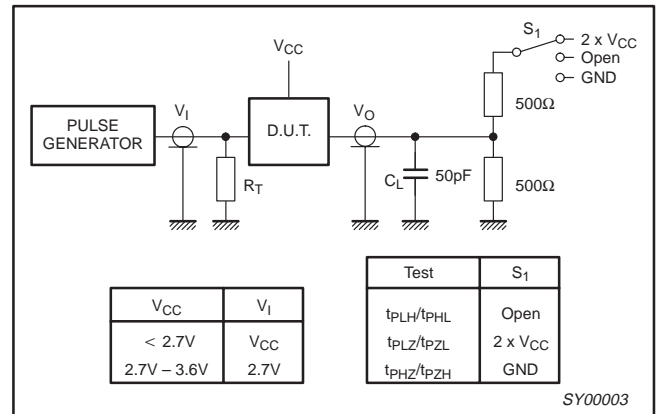 S1
2 x VCC
Open
GND
VCC
500Ω
VI
VO
PULSE
GENERATOR
D.U.T.
RT
CL
50pF
500Ω
Test S1
tPLH/tPHL Open
tPLZ/tPZL 2 x VCC
tPHZ/tPZH GND
VCC VI
< 2.7V VCC
2.7V – 3.6V 2.7V
SY00003